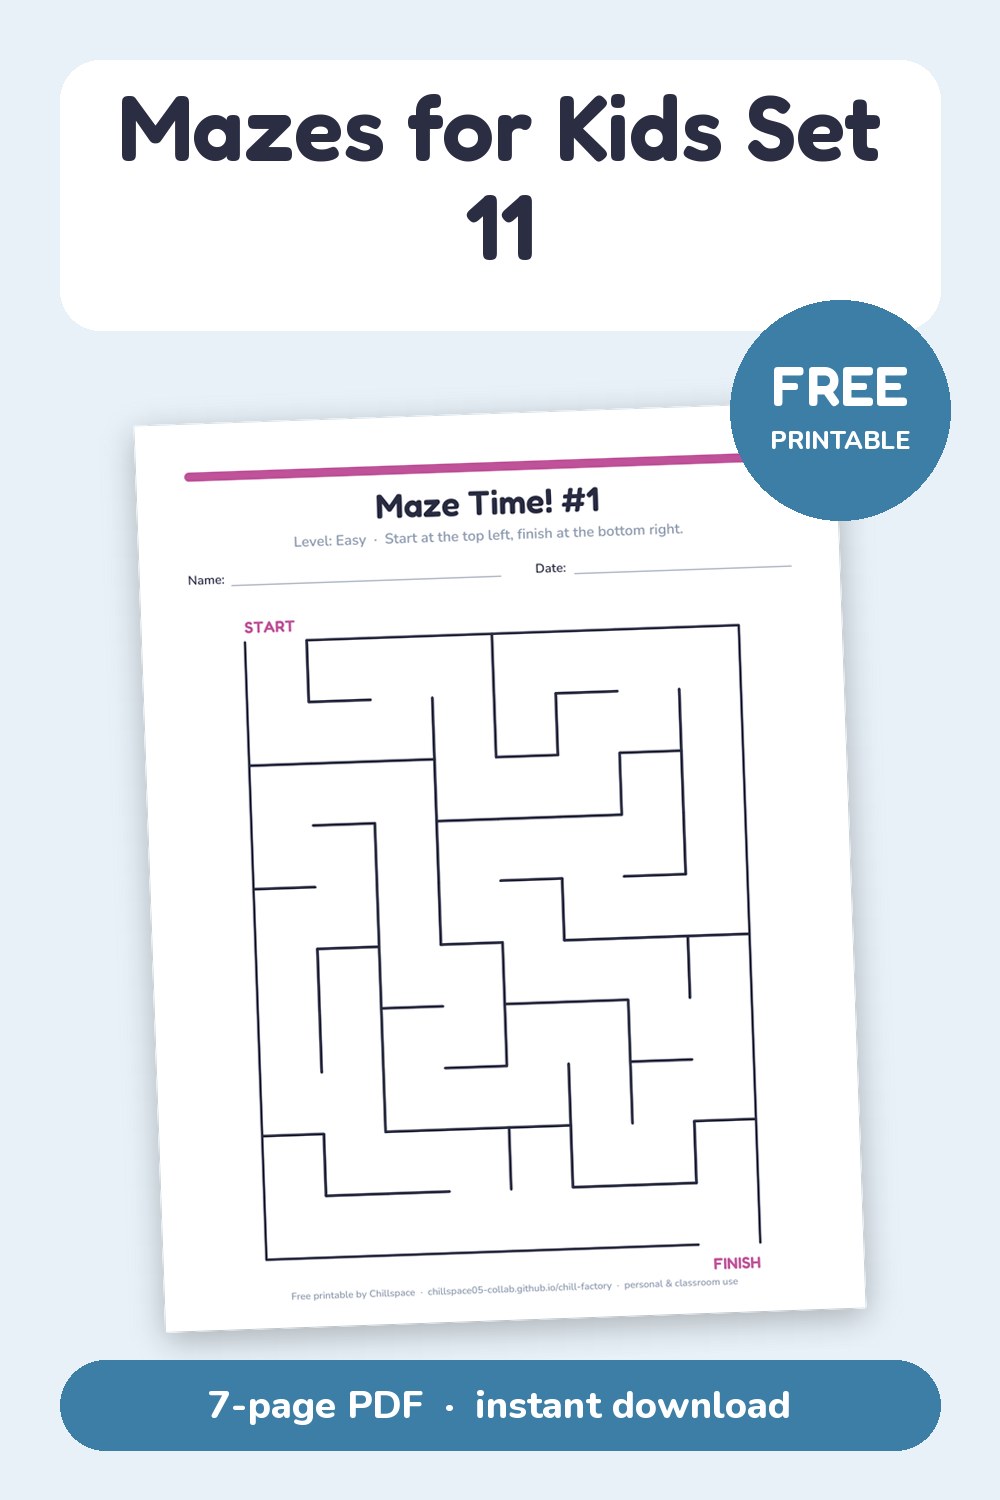 Mazes for Kids Set
11
FREE
PRINTABLE
Maze Time! #1
Level: Easy · Start at the top left, finish at the bottom right.
Name: Date:
START
FINISH
Free printable by Chillspace · chillspace05-collab.github.io/chill-factory · personal & classroom use
7-page PDF · instant download